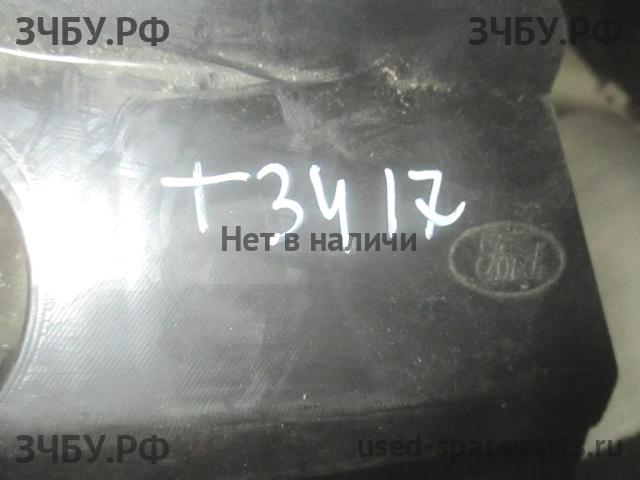 ЗЧБУ.РФ ЗЧБУ.РФ
т3417
Нет в наличи
Ford
ЗЧБУ.РФ used-spareparts.ru